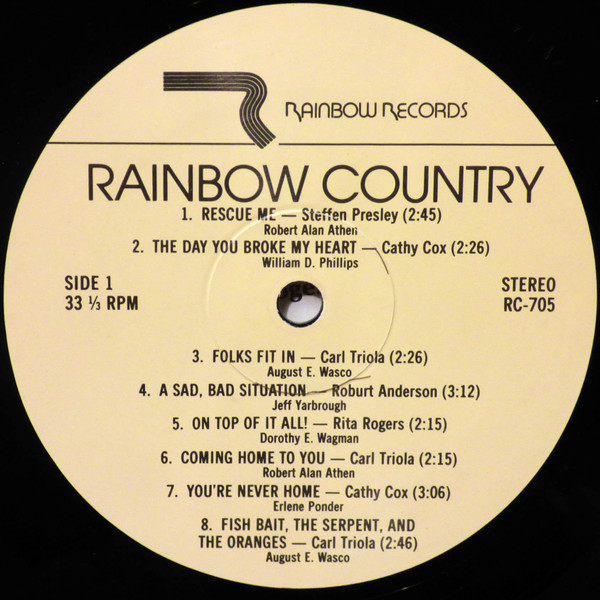 RAINBOW RECORDS
RAINBOW COUNTRY
1. RESCUE ME — Steffen Presley (2:45)
Robert Alan Athen
2. THE DAY YOU BROKE MY HEART — Cathy Cox (2:26)
William D. Phillips
SIDE 1
33 ⅓ RPM
STEREO
RC-705
3. FOLKS FIT IN — Carl Triola (2:26)
August E. Wasco
4. A SAD, BAD SITUATION — Roburt Anderson (3:12)
Jeff Yarbrough
5. ON TOP OF IT ALL! — Rita Rogers (2:15)
Dorothy E. Wagman
6. COMING HOME TO YOU — Carl Triola (2:15)
Robert Alan Athen
7. YOU'RE NEVER HOME — Cathy Cox (3:06)
Erlene Ponder
8. FISH BAIT, THE SERPENT, AND
THE ORANGES — Carl Triola (2:46)
August E. Wasco